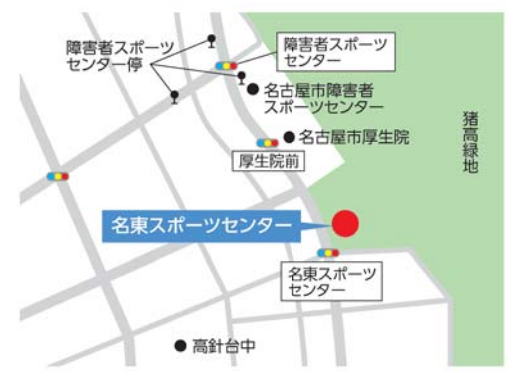 障害者スポーツ
センター停
障害者スポーツ
センター
名古屋市障害者
スポーツセンター
名古屋市厚生院
厚生院前
猪高緑地
名東スポーツセンター
名東スポーツ
センター
高針台中